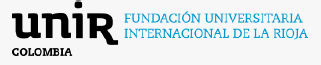 unir
FUNDACIÓN UNIVERSITARIA
INTERNACIONAL DE LA RIOJA
COLOMBIA